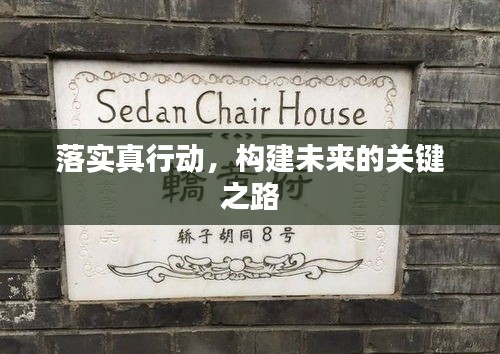 Sedan Chair House
落实真行动，构建未来的关键
之路
轿子胡同8号